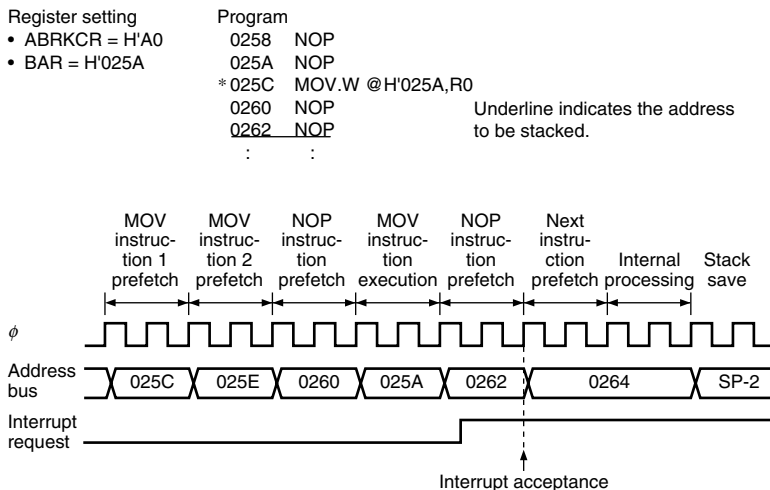 Register setting
• ABRKCR = H'A0
• BAR = H'025A
Program
0258 NOP
025A NOP
* 025C MOV.W @H'025A,R0
0260 NOP
0262 NOP
: :
Underline indicates the address
to be stacked.
MOV
instruc-
tion 1
prefetch
MOV
instruc-
tion 2
prefetch
NOP
instruc-
tion
prefetch
MOV
instruc-
tion
execution
NOP
instruc-
tion
prefetch
Next
instru-
ction
prefetch
Internal
processing
Stack
save
φ
Address
bus
025C 025E 0260 025A 0262 0264 SP-2
Interrupt
request
Interrupt acceptance